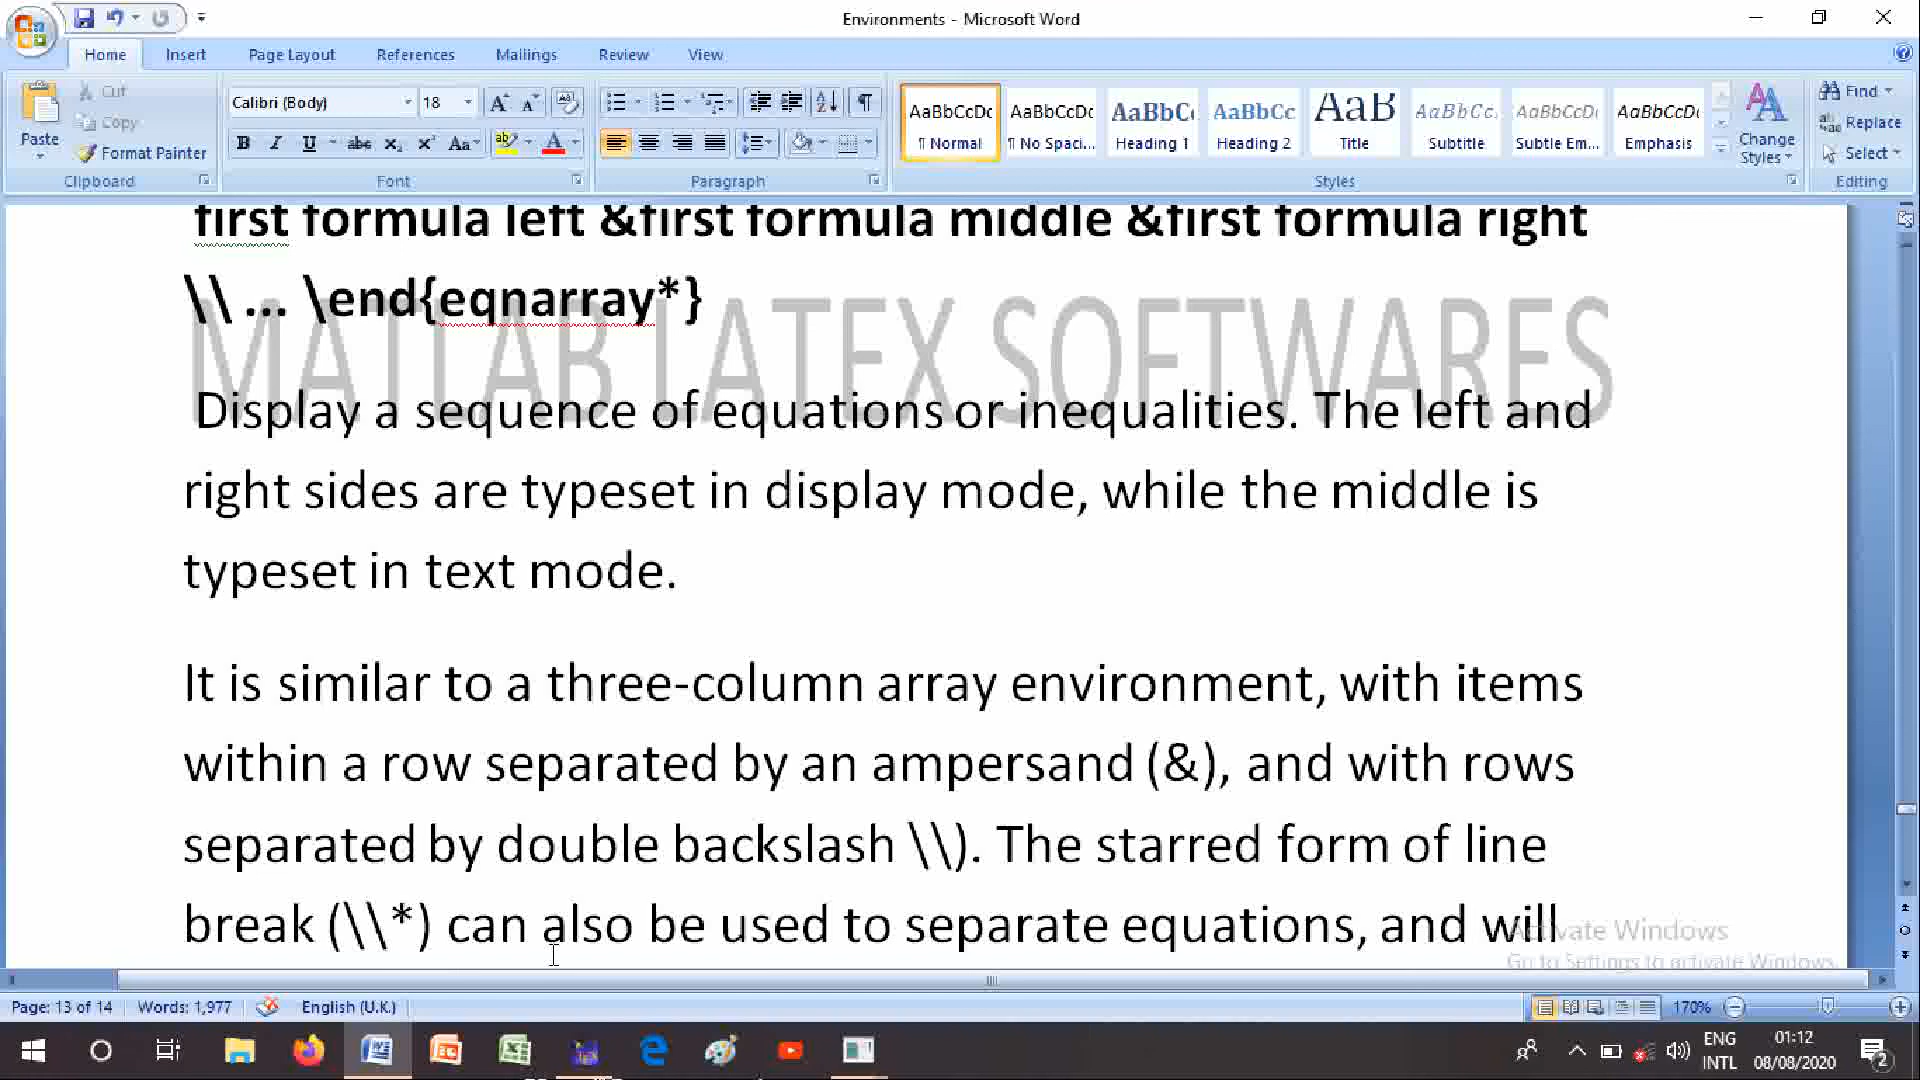 Environments - Microsoft Word
Home Insert Page Layout References Mailings Review View
Paste
Cut
Copy
Format Painter
Clipboard
Calibri (Body) 18
Font
Paragraph
AaBbCcDc AaBbCcDc AaBbC AaBbCc AaB AaBbCc. AaBbCcDi AaBbCcDc
¶ Normal ¶ No Spaci... Heading 1 Heading 2 Title Subtitle Subtle Em... Emphasis
Change Styles
Styles
Find
Replace
Select
Editing
first formula left &first formula middle &first formula right
\\ ... \end{eqnarray*}
MATLAB LATEX SOFTWARES
Display a sequence of equations or inequalities. The left and
right sides are typeset in display mode, while the middle is
typeset in text mode.
It is similar to a three-column array environment, with items
within a row separated by an ampersand (&), and with rows
separated by double backslash \\). The starred form of line
break (\\*) can also be used to separate equations, and will
Activate Windows
Go to Settings to activate Windows.
Page: 13 of 14 Words: 1,977 English (U.K.) 170%
ENG 01:12
INTL 08/08/2020 2